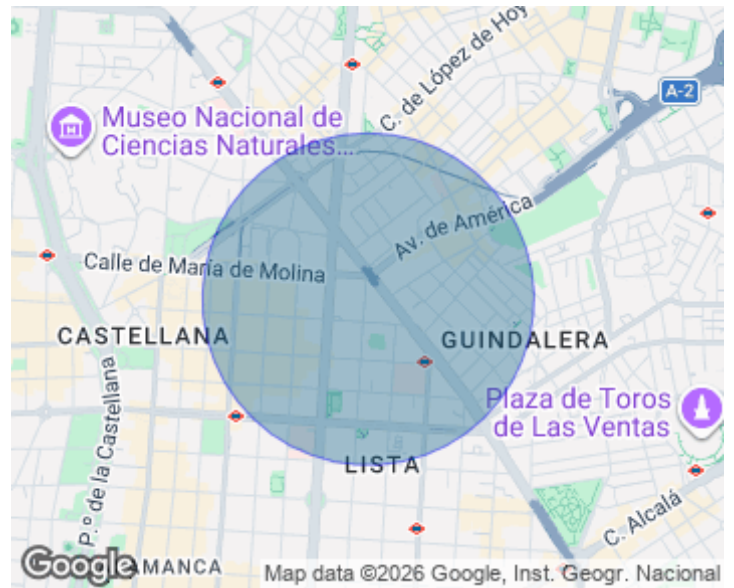 C. de López de Hoy
A-2
Museo Nacional de
Ciencias Naturales...
Av. de América
Calle de María de Molina
CASTELLANA
GUINDALERA
P.º de la Castellana
Plaza de Toros
de Las Ventas
LISTA
C. Alcalá
Google
AMANCA
Map data ©2026 Google, Inst. Geogr. Nacional